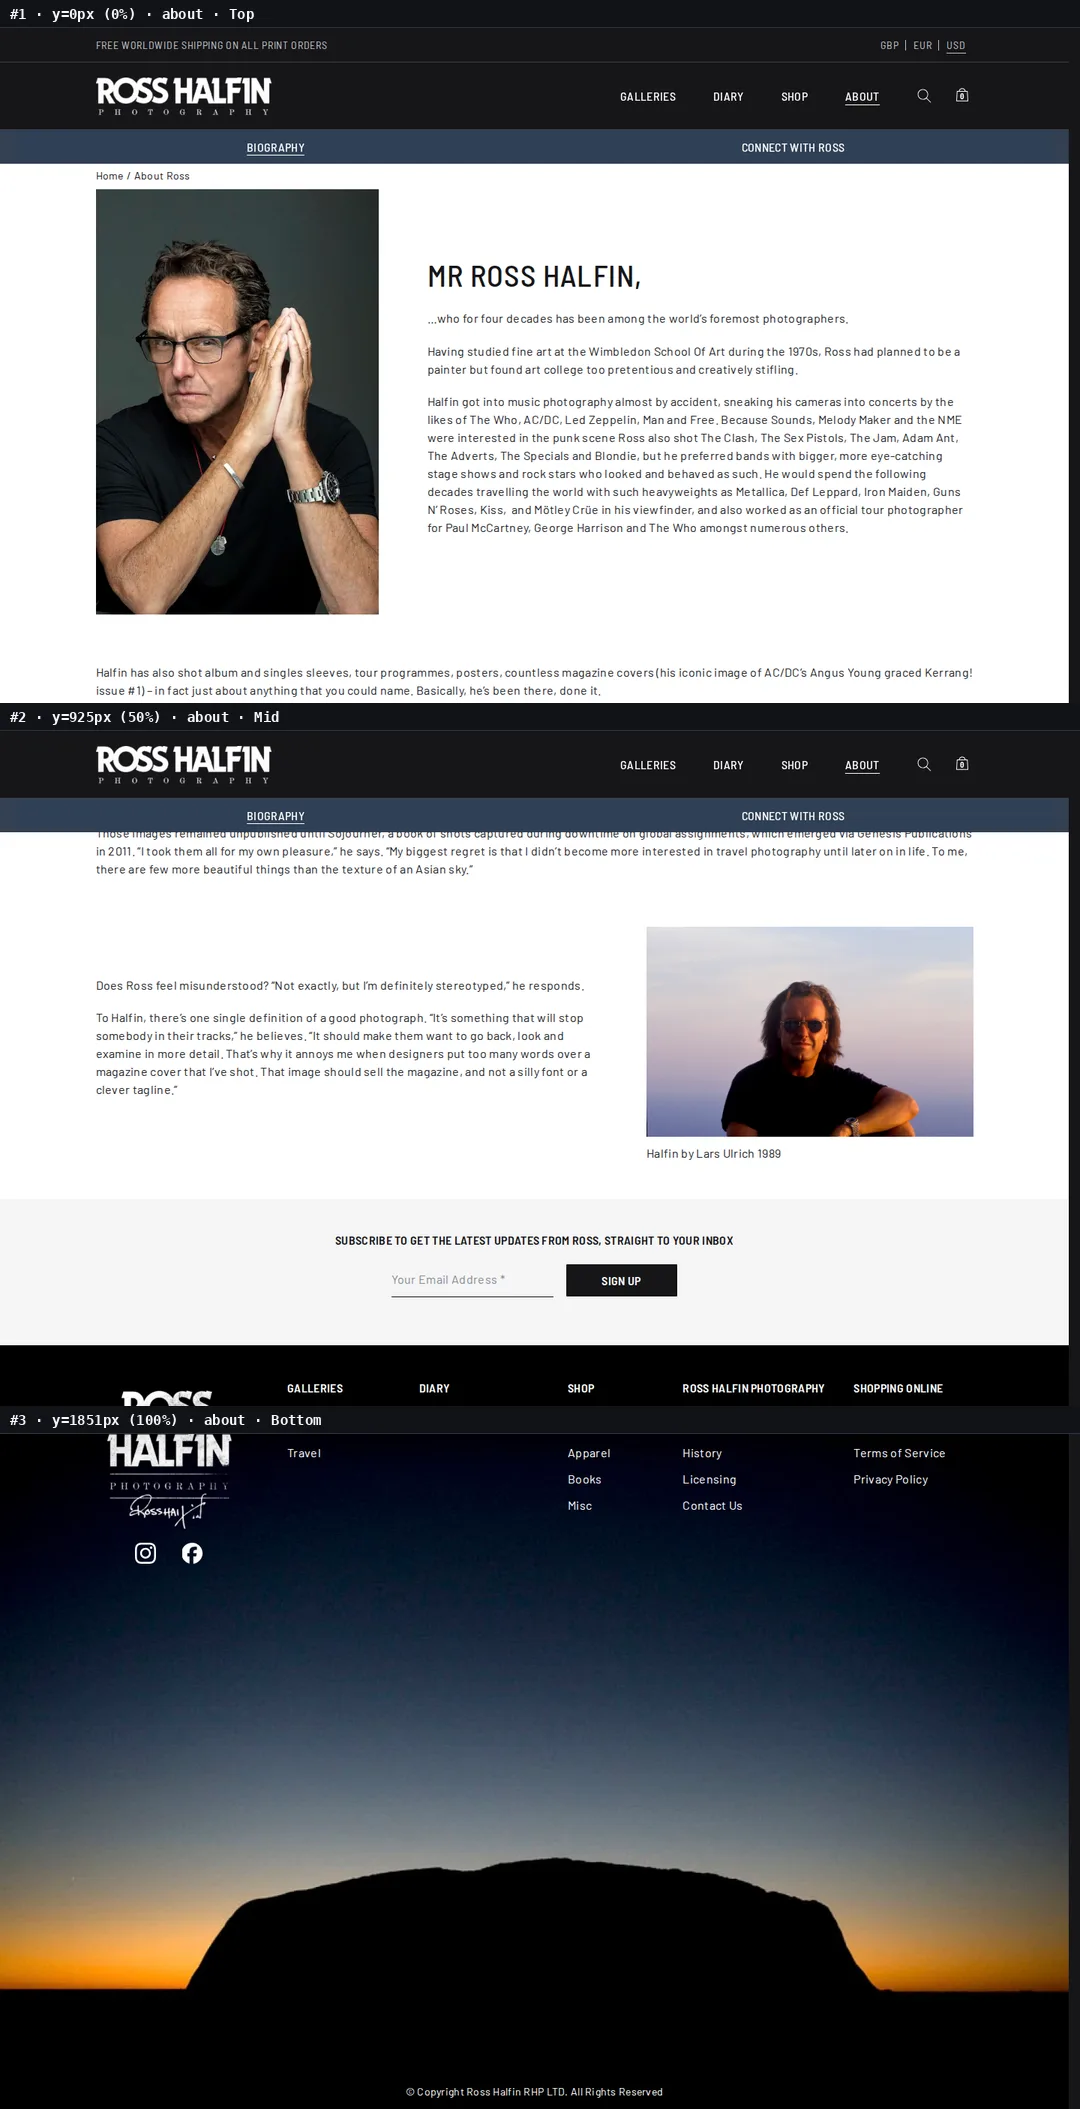 #1 · y=0px (0%) · about · Top
FREE WORLDWIDE SHIPPING ON ALL PRINT ORDERS
GBP | EUR | USD
ROSS HALFIN
PHOTOGRAPHY
GALLERIES DIARY SHOP ABOUT 0
BIOGRAPHY CONNECT WITH ROSS
Home / About Ross
MR ROSS HALFIN,
…who for four decades has been among the world’s foremost photographers.
Having studied fine art at the Wimbledon School Of Art during the 1970s, Ross had planned to be a
painter but found art college too pretentious and creatively stifling.
Halfin got into music photography almost by accident, sneaking his cameras into concerts by the
likes of The Who, AC/DC, Led Zeppelin, Man and Free. Because Sounds, Melody Maker and the NME
were interested in the punk scene Ross also shot The Clash, The Sex Pistols, The Jam, Adam Ant,
The Adverts, The Specials and Blondie, but he preferred bands with bigger, more eye-catching
stage shows and rock stars who looked and behaved as such. He would spend the following
decades travelling the world with such heavyweights as Metallica, Def Leppard, Iron Maiden, Guns
N’ Roses, Kiss, and Mötley Crüe in his viewfinder, and also worked as an official tour photographer
for Paul McCartney, George Harrison and The Who amongst numerous others.
Halfin has also shot album and singles sleeves, tour programmes, posters, countless magazine covers (his iconic image of AC/DC’s Angus Young graced Kerrang!
issue #1) – in fact just about anything that you could name. Basically, he’s been there, done it.
#2 · y=925px (50%) · about · Mid
ROSS HALFIN
PHOTOGRAPHY
GALLERIES DIARY SHOP ABOUT 0
BIOGRAPHY CONNECT WITH ROSS
Those images remained unpublished until Sojourner, a book of shots captured during downtime on global assignments, which emerged via Genesis Publications
in 2011. “I took them all for my own pleasure,” he says. “My biggest regret is that I didn’t become more interested in travel photography until later on in life. To me,
there are few more beautiful things than the texture of an Asian sky.”
Does Ross feel misunderstood? “Not exactly, but I’m definitely stereotyped,” he responds.
To Halfin, there’s one single definition of a good photograph. “It’s something that will stop
somebody in their tracks,” he believes. “It should make them want to go back, look and
examine in more detail. That’s why it annoys me when designers put too many words over a
magazine cover that I’ve shot. That image should sell the magazine, and not a silly font or a
clever tagline.”
Halfin by Lars Ulrich 1989
SUBSCRIBE TO GET THE LATEST UPDATES FROM ROSS, STRAIGHT TO YOUR INBOX
Your Email Address * SIGN UP
ROSS
GALLERIES DIARY SHOP ROSS HALFIN PHOTOGRAPHY SHOPPING ONLINE
#3 · y=1851px (100%) · about · Bottom
HALFIN
PHOTOGRAPHY
Travel Apparel History Terms of Service
Books Licensing Privacy Policy
Misc Contact Us
© Copyright Ross Halfin RHP LTD. All Rights Reserved